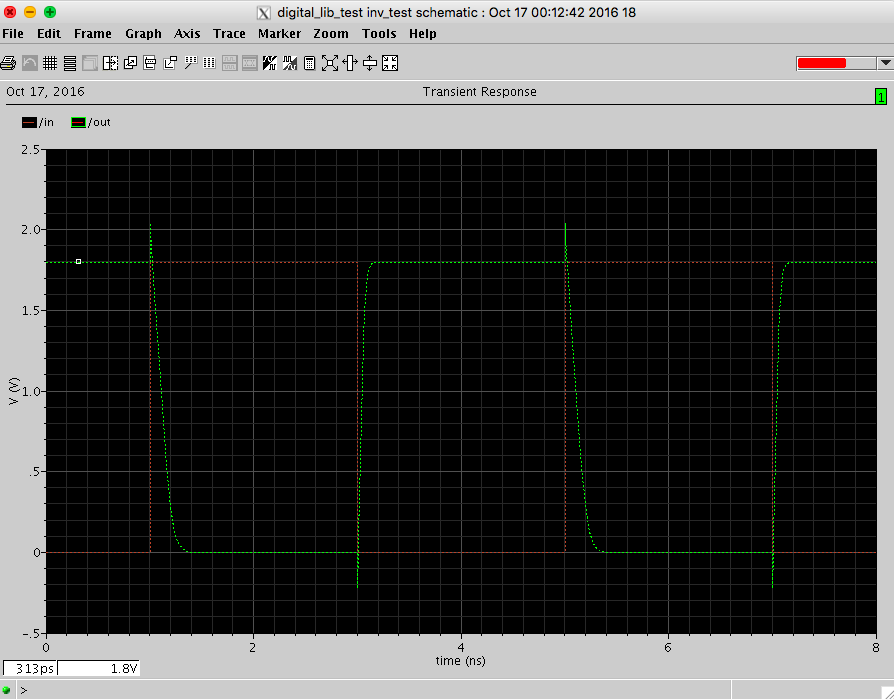 digital_lib_test inv_test schematic : Oct 17 00:12:42 2016 18
File Edit Frame Graph Axis Trace Marker Zoom Tools Help
Oct 17, 2016 Transient Response 1
/in /out
2.5
2.0
1.5
1.0
.5
0
-.5
V (V)
0 2 4 6 8
time (ns)
313ps 1.8V
>